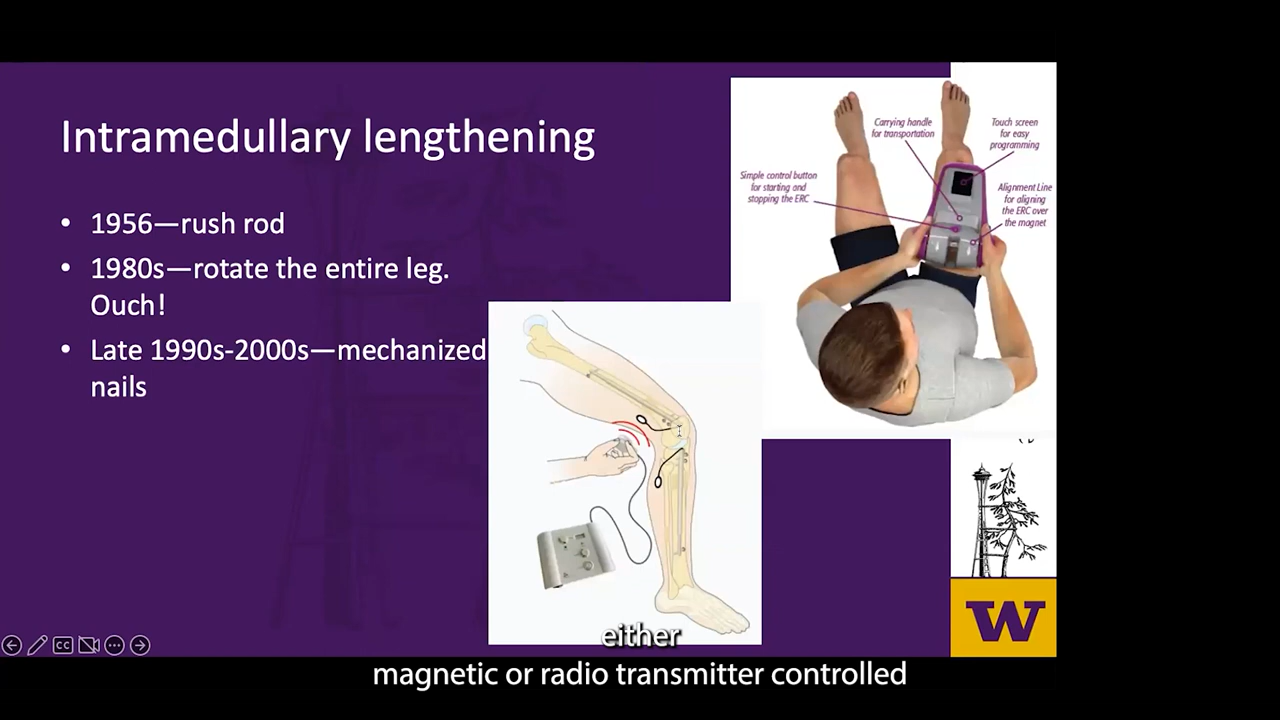 Intramedullary lengthening
• 1956—rush rod
• 1980s—rotate the entire leg.
Ouch!
• Late 1990s-2000s—mechanized
nails
Carrying handle
for transportation
Touch screen
for easy
programming
Simple control button
for starting and
stopping the ERC
Alignment Line
for aligning
the ERC over
the magnet
W
CC
either
magnetic or radio transmitter controlled